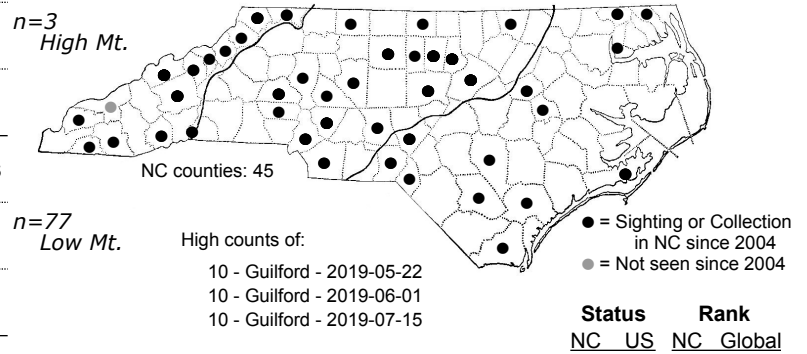 n=3
High Mt.
NC counties: 45
n=77
Low Mt.
High counts of:
10 - Guilford - 2019-05-22
10 - Guilford - 2019-06-01
10 - Guilford - 2019-07-15
= Sighting or Collection
in NC since 2004
= Not seen since 2004
Status Rank
NC US NC Global